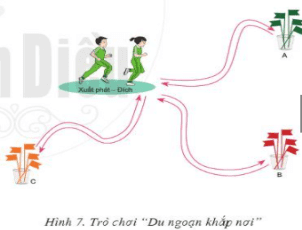 A
Xuất phát - Đích
B
C
Hình 7. Trò chơi "Du ngoạn khắp nơi"